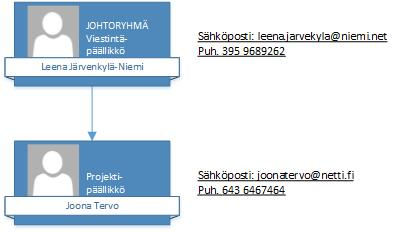 JOHTORYHMÄ
Viestintä-
päällikkö
Leena Järvenkylä-Niemi
Sähköposti: leena.jarvekyla@niemi.net
Puh. 395 9689262
Projekti-
päällikkö
Joona Tervo
Sähköposti: joonatervo@netti.fi
Puh. 643 6467464